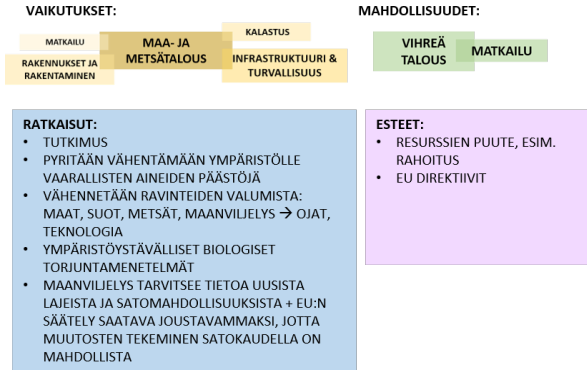 VAIKUTUKSET:
MATKAILU
RAKENNUKSET JA
RAKENTAMINEN
MAA- JA
METSÄTALOUS
KALASTUS
INFRASTRUKTUURI &
TURVALLISUUS
MAHDOLLISUUDET:
VIHREÄ
TALOUS
MATKAILU
RATKAISUT:
• TUTKIMUS
• PYRITÄÄN VÄHENTÄMÄÄN YMPÄRISTÖLLE
VAARALLISTEN AINEIDEN PÄÄSTÖJÄ
• VÄHENNETÄÄN RAVINTEIDEN VALUMISTA:
MAAT, SUOT, METSÄT, MAANVILJELYS → OJAT,
TEKNOLOGIA
• YMPÄRISTÖYSTÄVÄLLISET BIOLOGISET
TORJUNTAMENETELMÄT
• MAANVILJELYS TARVITSEE TIETOA UUSISTA
LAJEISTA JA SATOMAHDOLLISUUKSISTA + EU:N
SÄÄTELY SAATAVA JOUSTAVAMMAKSI, JOTTA
MUUTOSTEN TEKEMINEN SATOKAUDELLA ON
MAHDOLLISTA
ESTEET:
• RESURSSIEN PUUTE, ESIM.
RAHOITUS
• EU DIREKTIIVIT